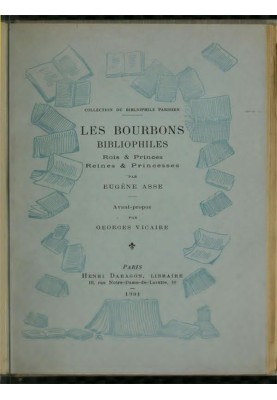 COLLECTION DU BIBLIOPHILE PARISIEN
LES BOURBONS
BIBLIOPHILES
Rois & Princes
Reines & Princesses
PAR
EUGÈNE ASSE
Avant-propos
PAR
GEORGES VICAIRE
PARIS
HENRI DARAGON, LIBRAIRE
10, rue Notre-Dame-de-Lorette, 10
1901